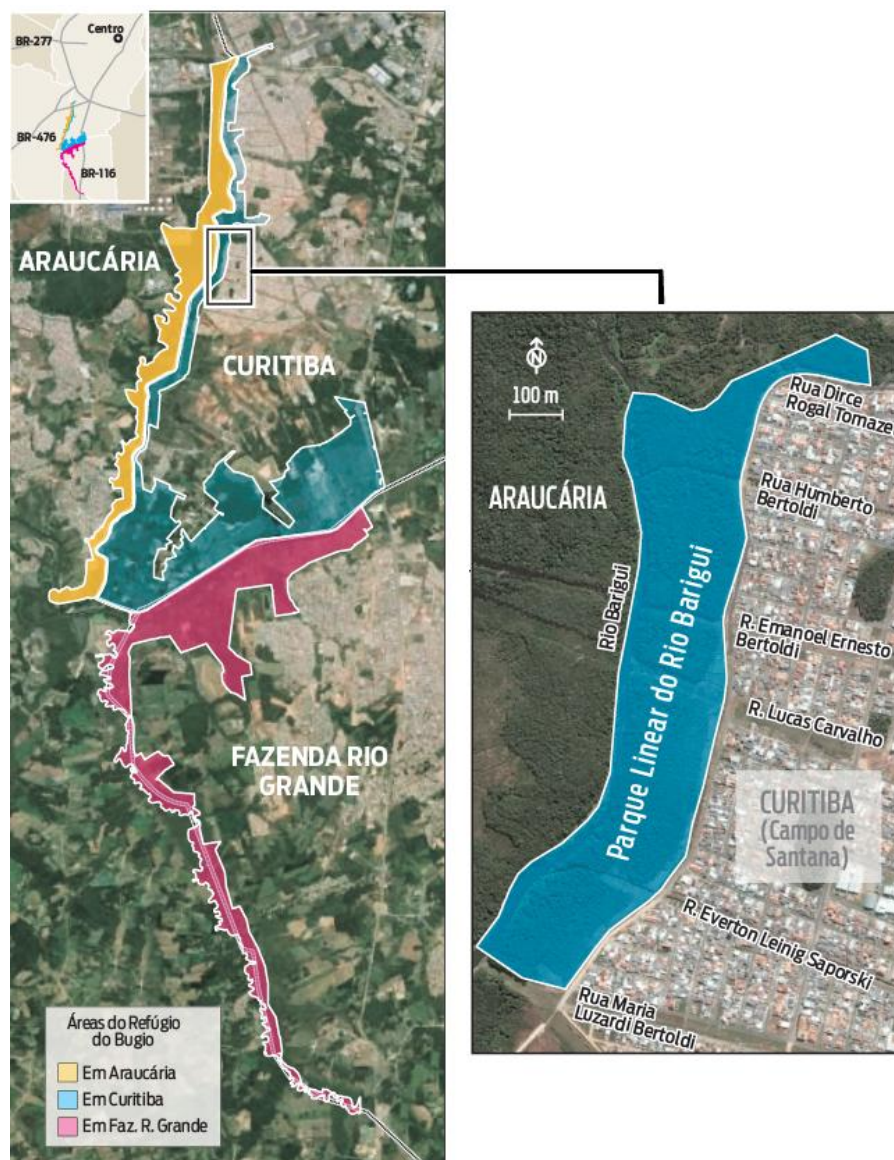 Centro
BR-277
BR-476
BR-116
ARAUCÁRIA
CURITIBA
FAZENDA RIO
GRANDE
Áreas do Refúgio
do Bugio
Em Araucária
Em Curitiba
Em Faz. R. Grande
N
100 m
ARAUCÁRIA
Rio Barigui
Parque Linear do Rio Barigui
Rua Dirce
Rogal Tomaze
Rua Humberto
Bertoldi
R. Emanoel Ernesto
Bertoldi
R. Lucas Carvalho
CURITIBA
(Campo de
Santana)
R. Everton Leinig Saporski
Rua Maria
Luzardi Bertoldi